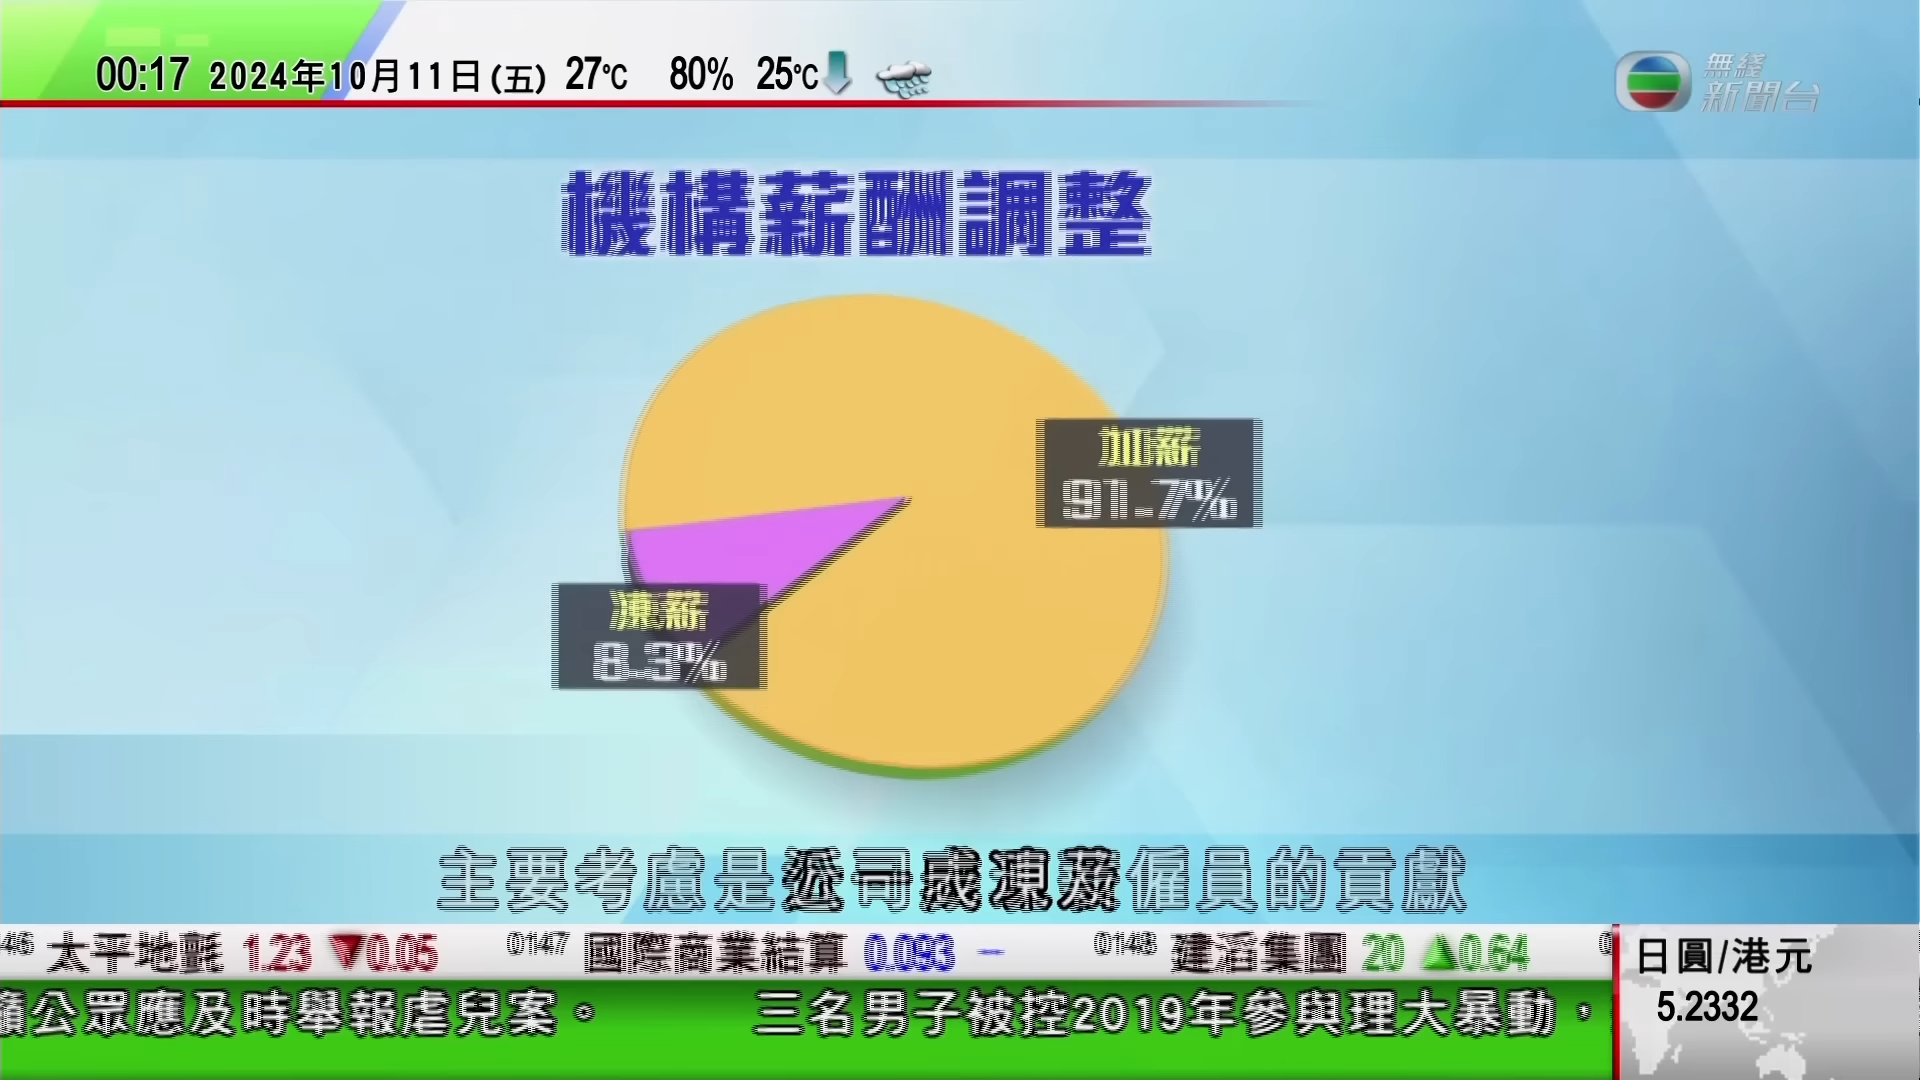 00:17 2024年10月11日(五) 27℃ 80% 25℃
無綫
新聞台
機構薪酬調整
加薪
91.7%
凍薪
8.3%
主要考慮是 僱員的貢獻
46 太平地氈 1.23 ▼0.05 0147 國際商業結算 0.093 – 0148 建滔集團 20 ▲0.64 0
日圓/港元
5.2332
籲公眾應及時舉報虐兒案。 三名男子被控2019年參與理大暴動,